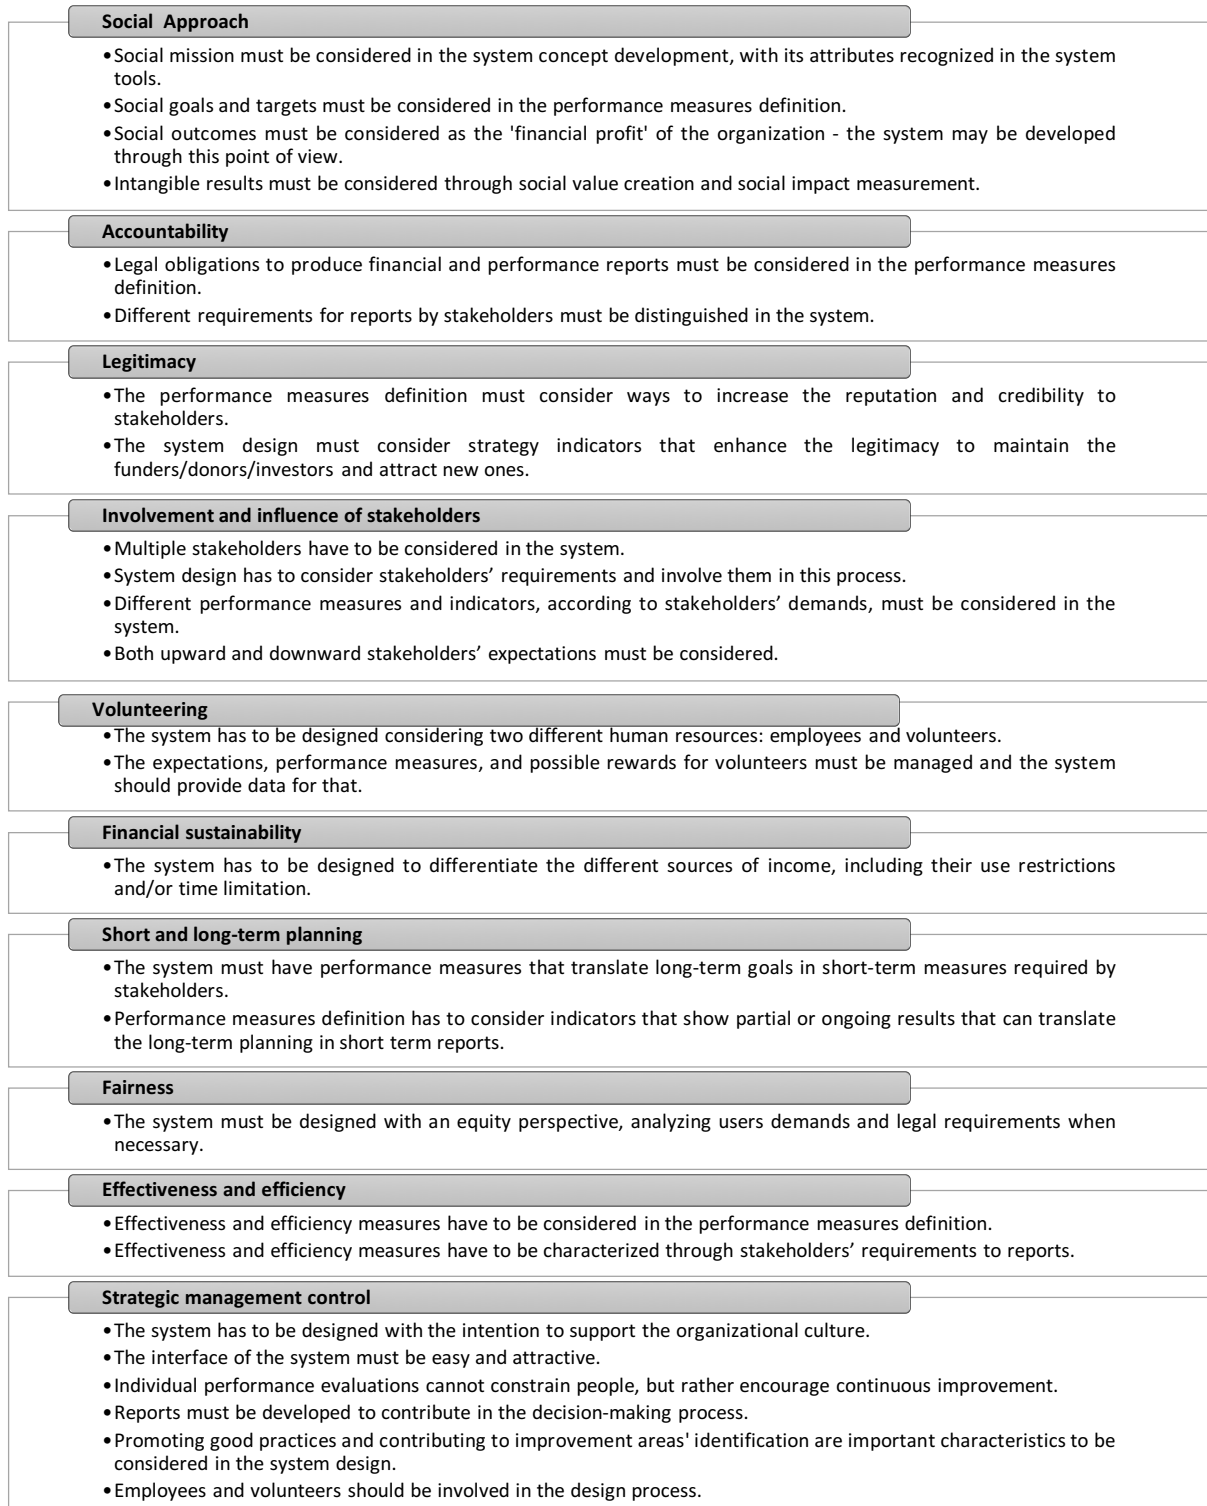 Social Approach
•Social mission must be considered in the system concept development, with its attributes recognized in the system
tools.
•Social goals and targets must be considered in the performance measures definition.
•Social outcomes must be considered as the 'financial profit' of the organization - the system may be developed
through this point of view.
•Intangible results must be considered through social value creation and social impact measurement.
Accountability
•Legal obligations to produce financial and performance reports must be considered in the performance measures
definition.
•Different requirements for reports by stakeholders must be distinguished in the system.
Legitimacy
•The performance measures definition must consider ways to increase the reputation and credibility to
stakeholders.
•The system design must consider strategy indicators that enhance the legitimacy to maintain the
funders/donors/investors and attract new ones.
Involvement and influence of stakeholders
•Multiple stakeholders have to be considered in the system.
•System design has to consider stakeholders’ requirements and involve them in this process.
•Different performance measures and indicators, according to stakeholders’ demands, must be considered in the
system.
•Both upward and downward stakeholders’ expectations must be considered.
Volunteering
•The system has to be designed considering two different human resources: employees and volunteers.
•The expectations, performance measures, and possible rewards for volunteers must be managed and the system
should provide data for that.
Financial sustainability
•The system has to be designed to differentiate the different sources of income, including their use restrictions
and/or time limitation.
Short and long-term planning
•The system must have performance measures that translate long-term goals in short-term measures required by
stakeholders.
•Performance measures definition has to consider indicators that show partial or ongoing results that can translate
the long-term planning in short term reports.
Fairness
•The system must be designed with an equity perspective, analyzing users demands and legal requirements when
necessary.
Effectiveness and efficiency
•Effectiveness and efficiency measures have to be considered in the performance measures definition.
•Effectiveness and efficiency measures have to be characterized through stakeholders’ requirements to reports.
Strategic management control
•The system has to be designed with the intention to support the organizational culture.
•The interface of the system must be easy and attractive.
•Individual performance evaluations cannot constrain people, but rather encourage continuous improvement.
•Reports must be developed to contribute in the decision-making process.
•Promoting good practices and contributing to improvement areas' identification are important characteristics to be
considered in the system design.
•Employees and volunteers should be involved in the design process.